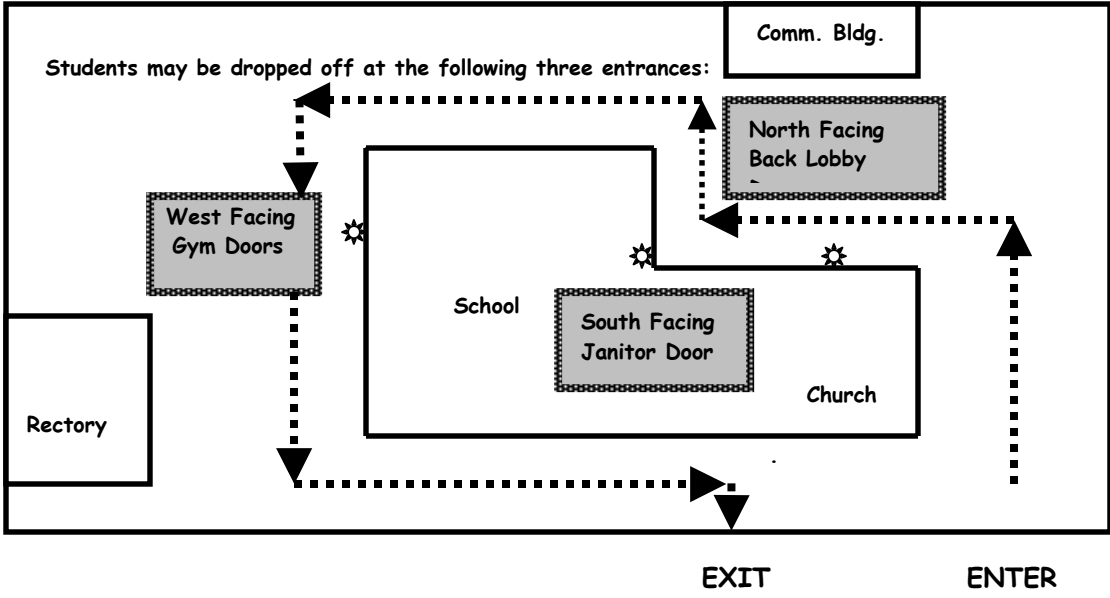 Comm. Bldg.
Students may be dropped off at the following three entrances:
North Facing
Back Lobby
West Facing
Gym Doors
School
South Facing
Janitor Door
Church
Rectory
EXIT ENTER